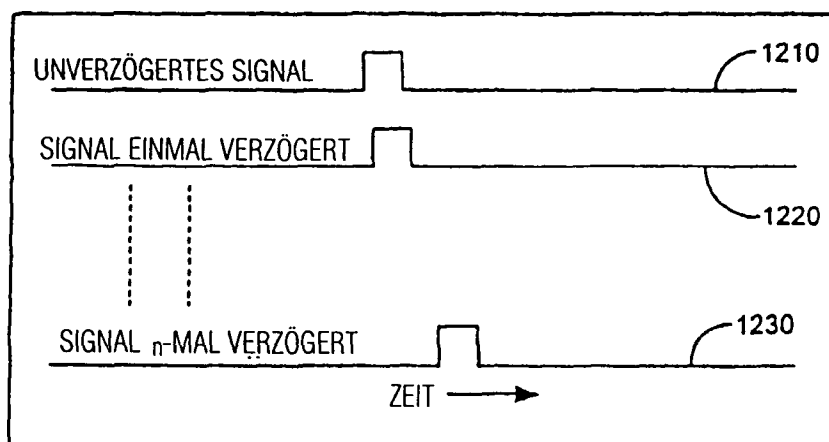 UNVERZÖGERTES SIGNAL
1210
SIGNAL EINMAL VERZÖGERT
1220
SIGNAL n-MAL VERZÖGERT
1230
ZEIT